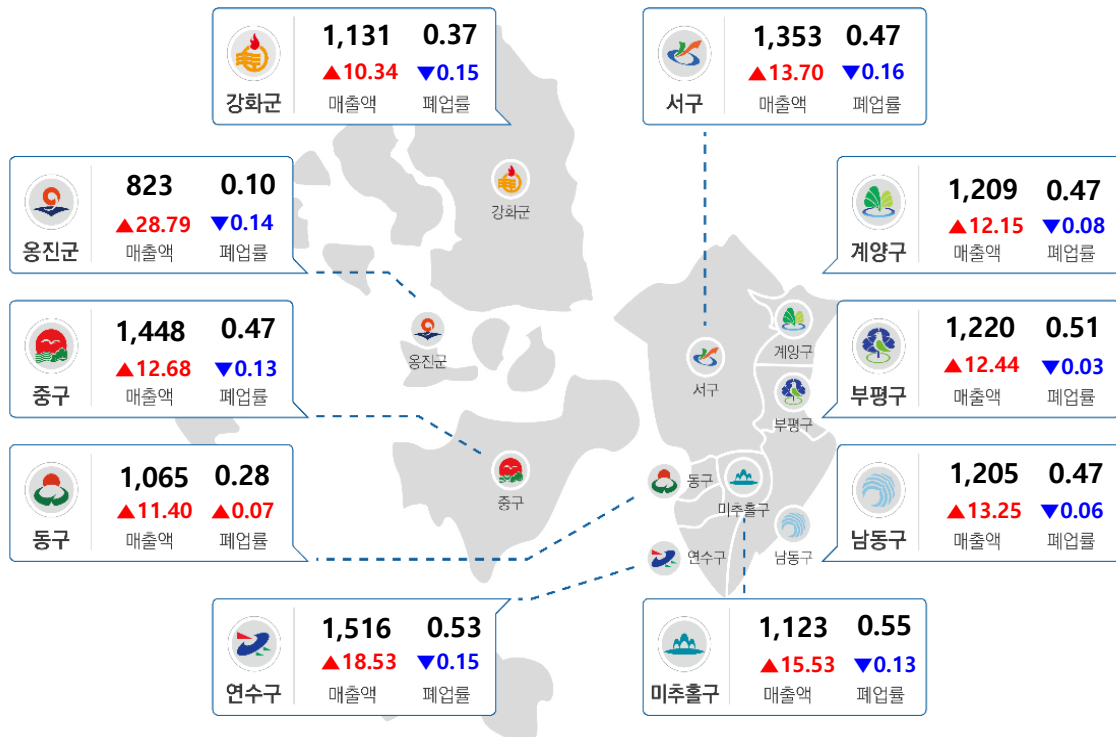 1,131 0.37
▲10.34 ▼0.15
강화군 매출액 폐업률
1,353 0.47
▲13.70 ▼0.16
서구 매출액 폐업률
823 0.10
▲28.79 ▼0.14
옹진군 매출액 폐업률
1,209 0.47
▲12.15 ▼0.08
계양구 매출액 폐업률
1,448 0.47
▲12.68 ▼0.13
중구 매출액 폐업률
1,220 0.51
▲12.44 ▼0.03
부평구 매출액 폐업률
1,065 0.28
▲11.40 ▲0.07
동구 매출액 폐업률
1,205 0.47
▲13.25 ▼0.06
남동구 매출액 폐업률
1,516 0.53
▲18.53 ▼0.15
연수구 매출액 폐업률
1,123 0.55
▲15.53 ▼0.13
미추홀구 매출액 폐업률
강화군
옹진군
계양구
서구
부평구
중구
동구
미추홀구
연수구
남동구